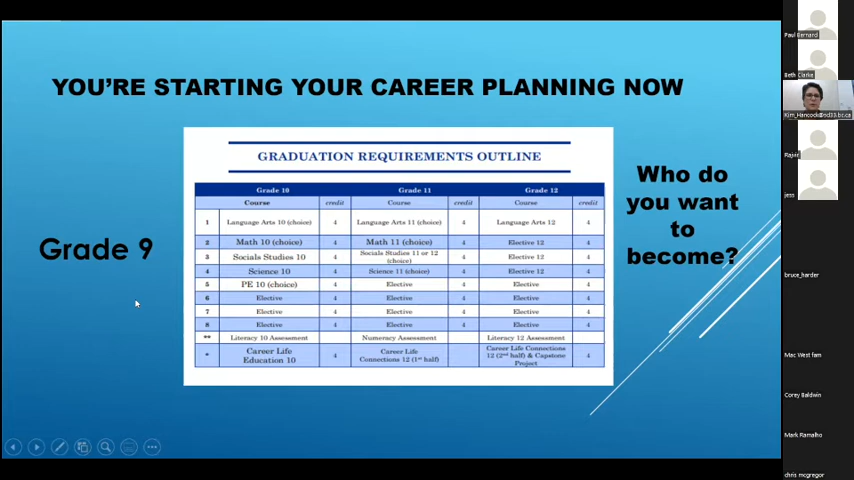 YOU'RE STARTING YOUR CAREER PLANNING NOW
GRADUATION REQUIREMENTS OUTLINE
Grade 10 Grade 11 Grade 12
Course credit Course credit Course credit
1 Language Arts 10 (choice) 4 Language Arts 11 (choice) 4 Language Arts 12 4
2 Math 10 (choice) 4 Math 11 (choice) 4 Elective 12 4
3 Socials Studies 10 4 Socials Studies 11 or 12 (choice) 4 Elective 12 4
4 Science 10 4 Science 11 (choice) 4 Elective 12 4
5 PE 10 (choice) 4 Elective 4 Elective 4
6 Elective 4 Elective 4 Elective 4
7 Elective 4 Elective 4 Elective 4
8 Elective 4 Elective 4 Elective 4
** Literacy 10 Assessment Numeracy Assessment Literacy 12 Assessment
* Career Life Education 10 4 Career Life Connections 12 (1st half) Career Life Connections 12 (2nd half) & Capstone Project 4
Grade 9
Who do
you want
to
become?
Paul Barnard
Beth Clarke
Kim_Hancock@sd33.bc.ca
Rajvir
jess
bruce_harder
Mac West fam
Corey Baldwin
Mark Ramalho
chris mcgregor